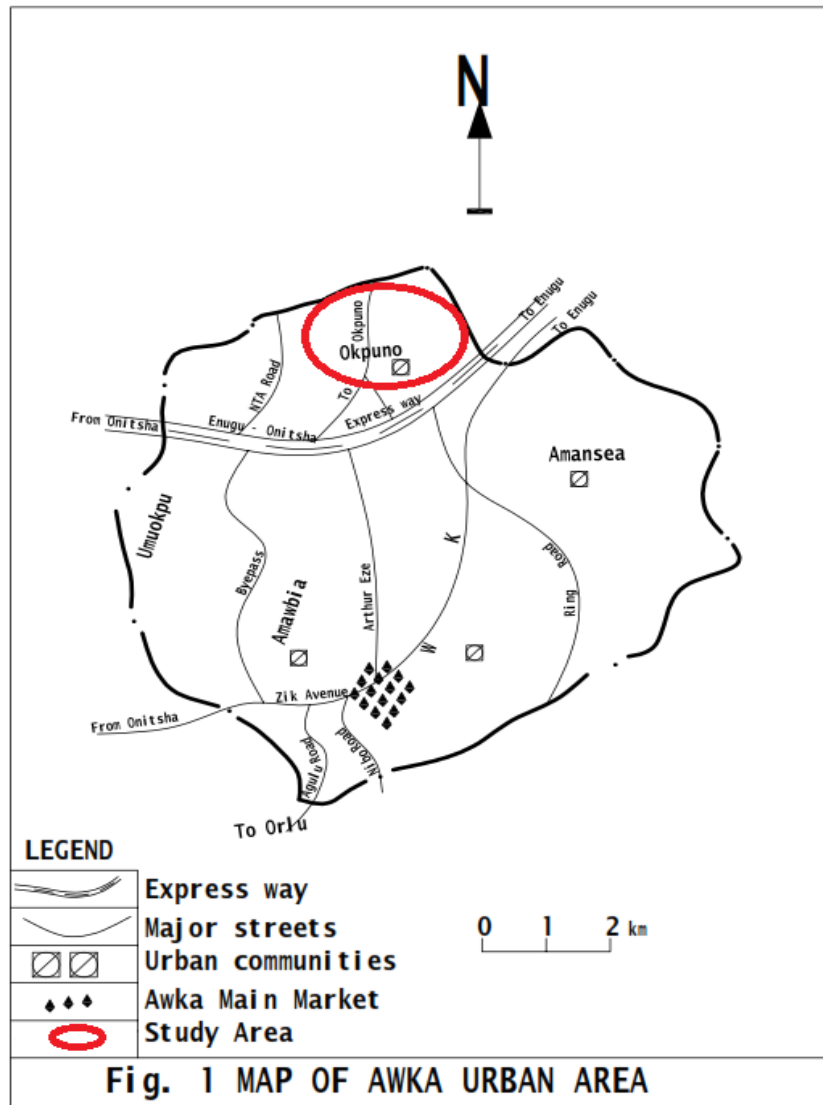 N
To Enugu
To Enugu
Okpuno
Okpuno
To
NTA Road
From Onitsha
Enugu - Onitsha
Express way
Amansea
Umuokpu
Byepass
Amawbia
Arthur Eze
W
K
Road
Ring
Zik Avenue
From Onitsha
Agulu Road
Nibo Road
To Orlu
LEGEND
Express way
Major streets
Urban communities
Awka Main Market
Study Area
0 1 2 km
Fig. 1 MAP OF AWKA URBAN AREA